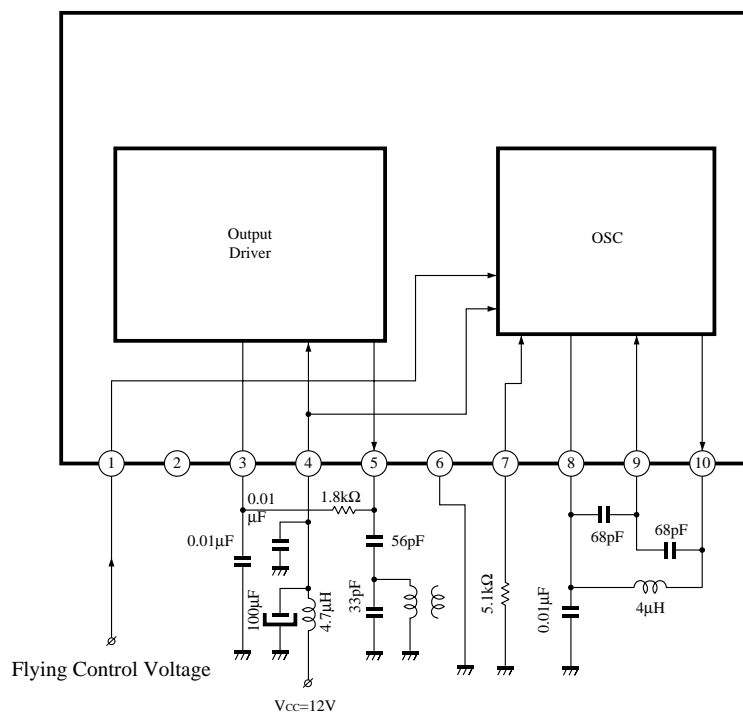 Output
Driver
OSC
1
2
3
4
5
6
7
8
9
10
0.01
µF
1.8kΩ
0.01µF
56pF
68pF
68pF
100µF
4.7µH
33pF
5.1kΩ
0.01µF
4µH
Flying Control Voltage
VCC=12V